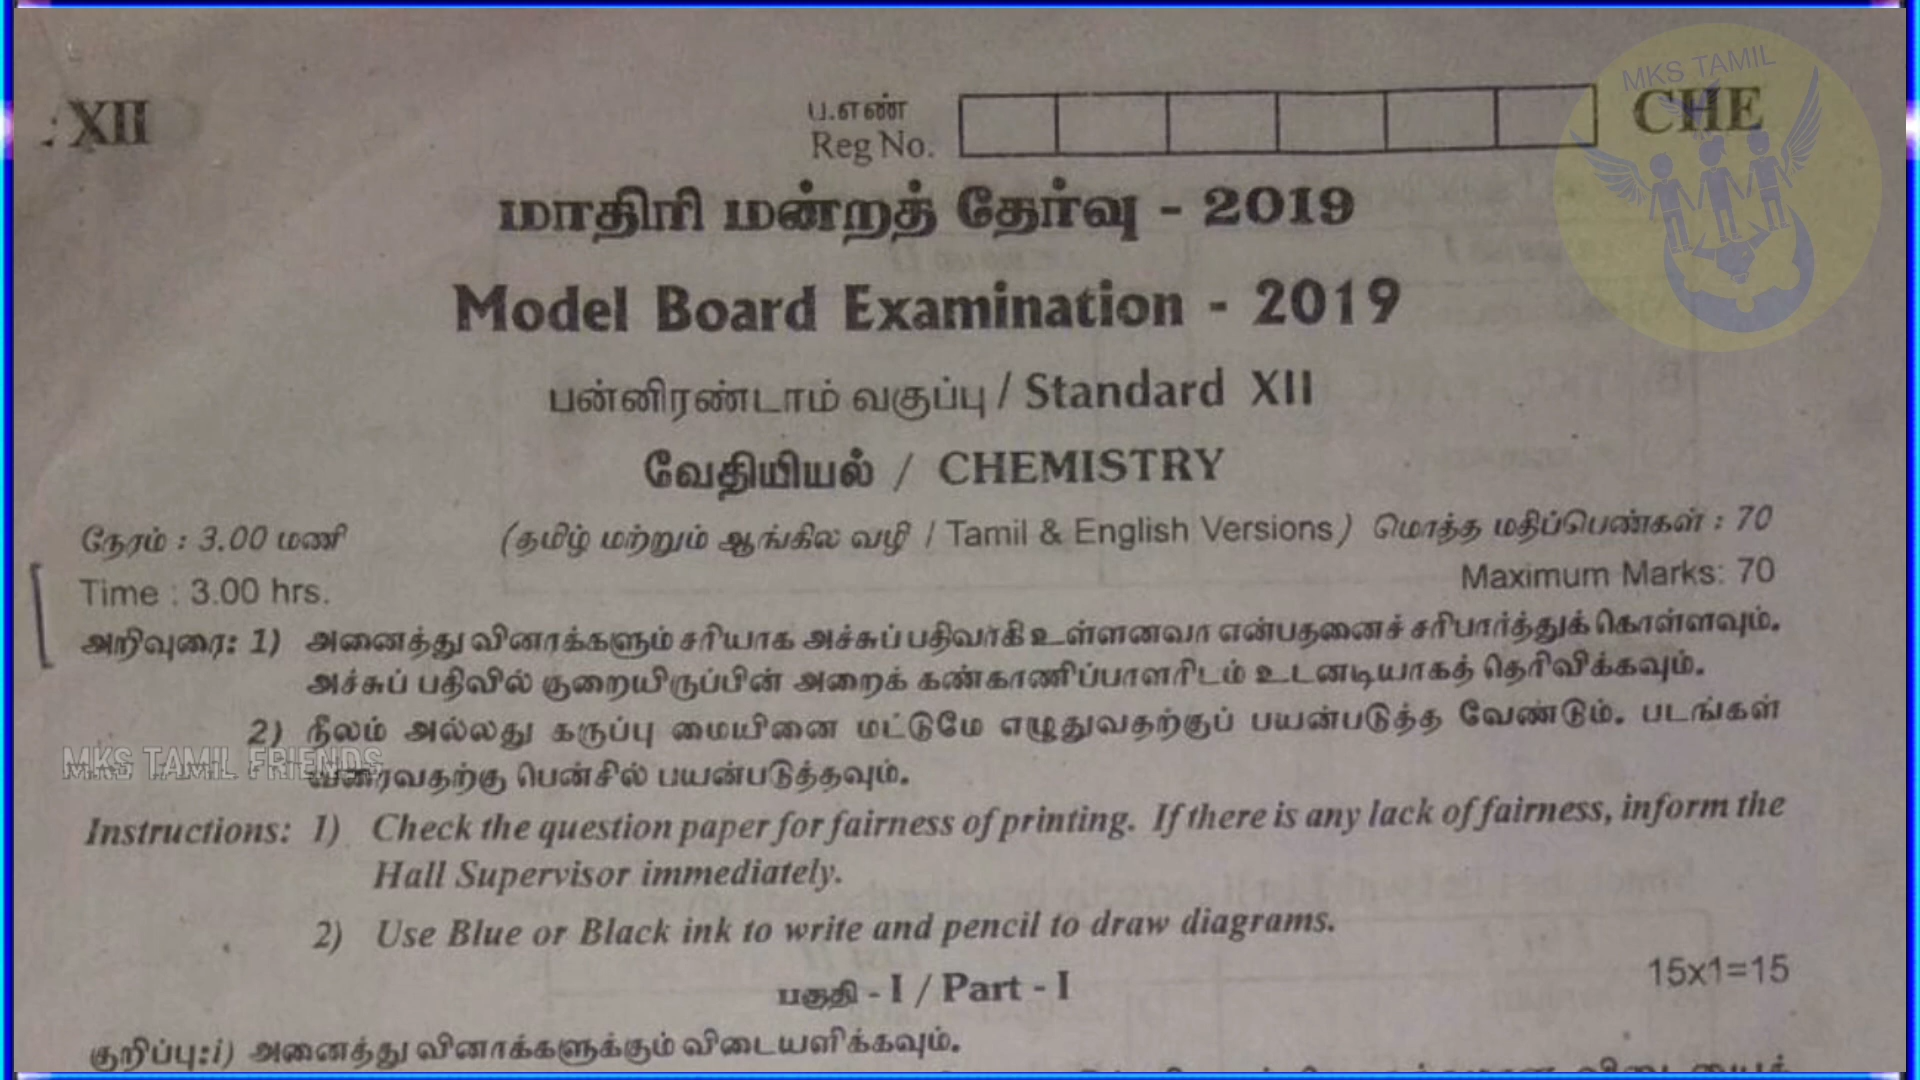 MKS TAMIL
XII
ப.எண்
Reg No.
CHE
மாதிரி மன்றத் தேர்வு - 2019
Model Board Examination - 2019
பன்னிரண்டாம் வகுப்பு / Standard XII
வேதியியல் / CHEMISTRY
நேரம் : 3.00 மணி (தமிழ் மற்றும் ஆங்கில வழி / Tamil & English Versions) மொத்த மதிப்பெண்கள் : 70
Time : 3.00 hrs. Maximum Marks: 70
அறிவுரை: 1) அனைத்து வினாக்களும் சரியாக அச்சுப் பதிவாகி உள்ளனவா என்பதனைச் சரிபார்த்துக் கொள்ளவும்.
அச்சுப் பதிவில் குறையிருப்பின் அறைக் கண்காணிப்பாளரிடம் உடனடியாகத் தெரிவிக்கவும்.
2) நீலம் அல்லது கருப்பு மையினை மட்டுமே எழுதுவதற்குப் பயன்படுத்த வேண்டும். படங்கள்
வரைவதற்கு பென்சில் பயன்படுத்தவும்.
MKS TAMIL FRIENDS
Instructions: 1) Check the question paper for fairness of printing. If there is any lack of fairness, inform the
Hall Supervisor immediately.
2) Use Blue or Black ink to write and pencil to draw diagrams.
பகுதி - I / Part - I
15x1=15
குறிப்பு:i) அனைத்து வினாக்களுக்கும் விடையளிக்கவும்.